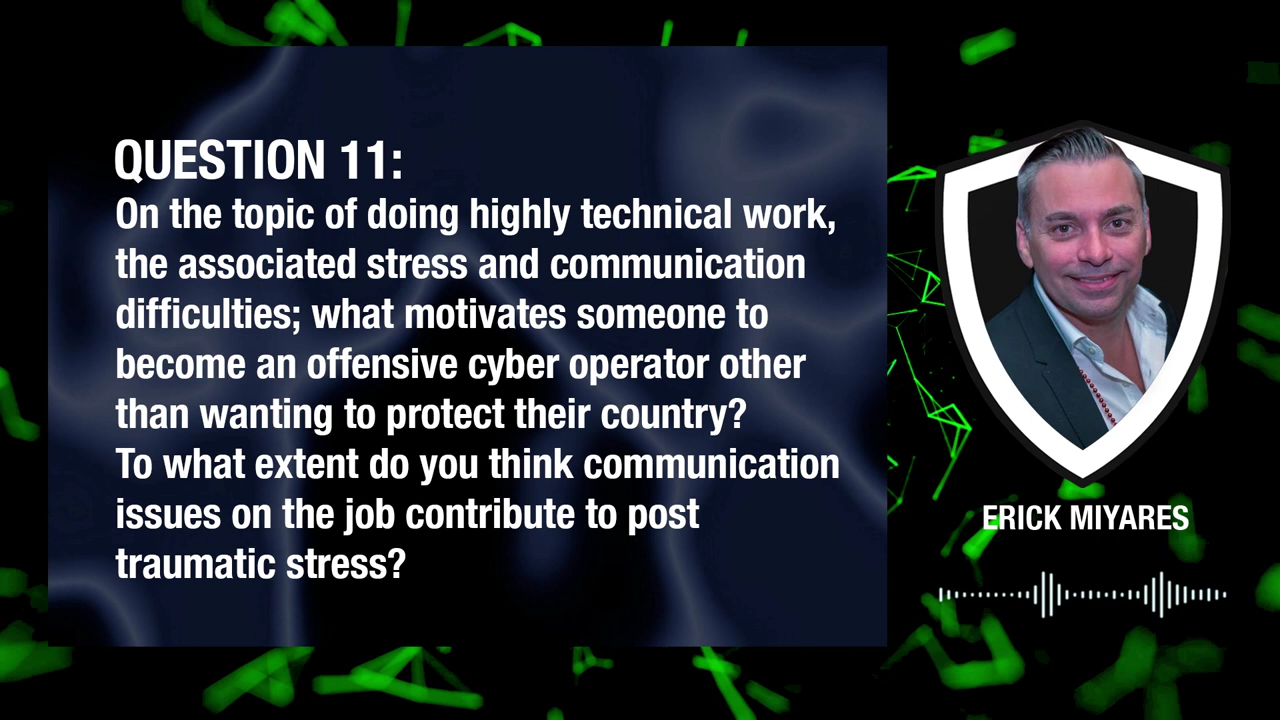 QUESTION 11:
On the topic of doing highly technical work,
the associated stress and communication
difficulties; what motivates someone to
become an offensive cyber operator other
than wanting to protect their country?
To what extent do you think communication
issues on the job contribute to post
traumatic stress?
ERICK MIYARES